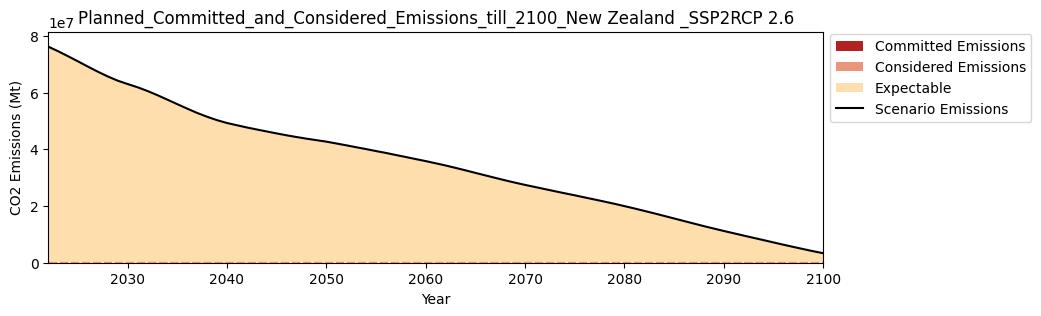 Planned_Committed_and_Considered_Emissions_till_2100_New Zealand _SSP2RCP 2.6
1e7
8
6
4
2
0
CO2 Emissions (Mt)
2030 2040 2050 2060 2070 2080 2090 2100
Year
Committed Emissions
Considered Emissions
Expectable
Scenario Emissions